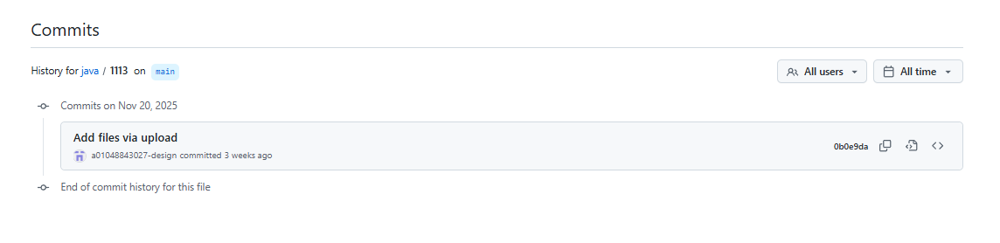 Commits
History for java / 1113 on main
All users
All time
Commits on Nov 20, 2025
Add files via upload
a01048843027-design committed 3 weeks ago
0b0e9da
End of commit history for this file